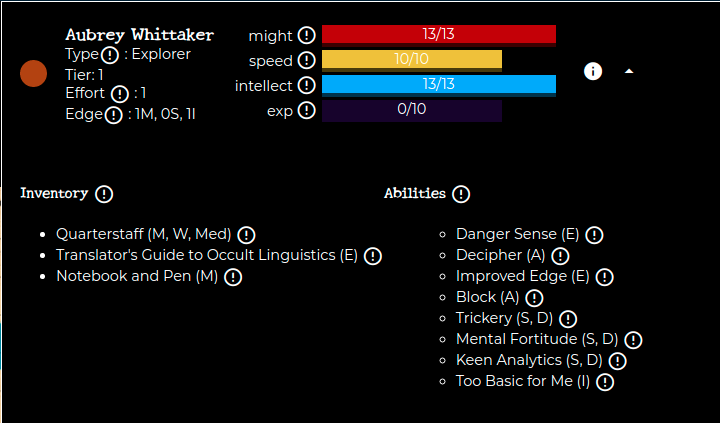 Aubrey Whittaker
Type : Explorer
Tier: 1
Effort : 1
Edge : 1M, 0S, 1I
might 13/13
speed 10/10
intellect 13/13
exp 0/10
Inventory
Quarterstaff (M, W, Med)
Translator's Guide to Occult Linguistics (E)
Notebook and Pen (M)
Abilities
Danger Sense (E)
Decipher (A)
Improved Edge (E)
Block (A)
Trickery (S, D)
Mental Fortitude (S, D)
Keen Analytics (S, D)
Too Basic for Me (I)